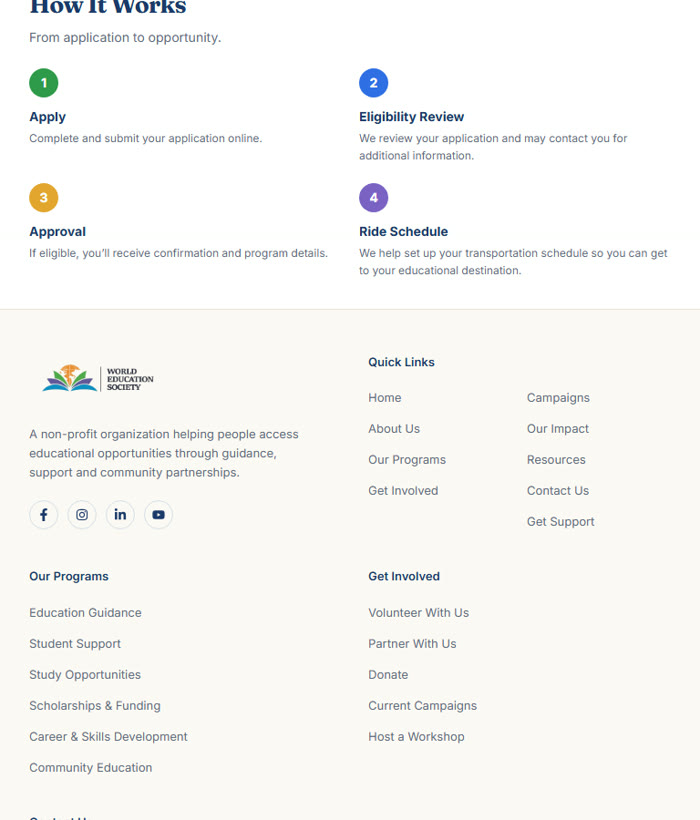 How It Works
From application to opportunity.
1
Apply
Complete and submit your application online.
2
Eligibility Review
We review your application and may contact you for
additional information.
3
Approval
If eligible, you’ll receive confirmation and program details.
4
Ride Schedule
We help set up your transportation schedule so you can get
to your educational destination.
WORLD
EDUCATION
SOCIETY
A non-profit organization helping people access
educational opportunities through guidance,
support and community partnerships.
Quick Links
Home
About Us
Our Programs
Get Involved
Campaigns
Our Impact
Resources
Contact Us
Get Support
Our Programs
Education Guidance
Student Support
Study Opportunities
Scholarships & Funding
Career & Skills Development
Community Education
Get Involved
Volunteer With Us
Partner With Us
Donate
Current Campaigns
Host a Workshop